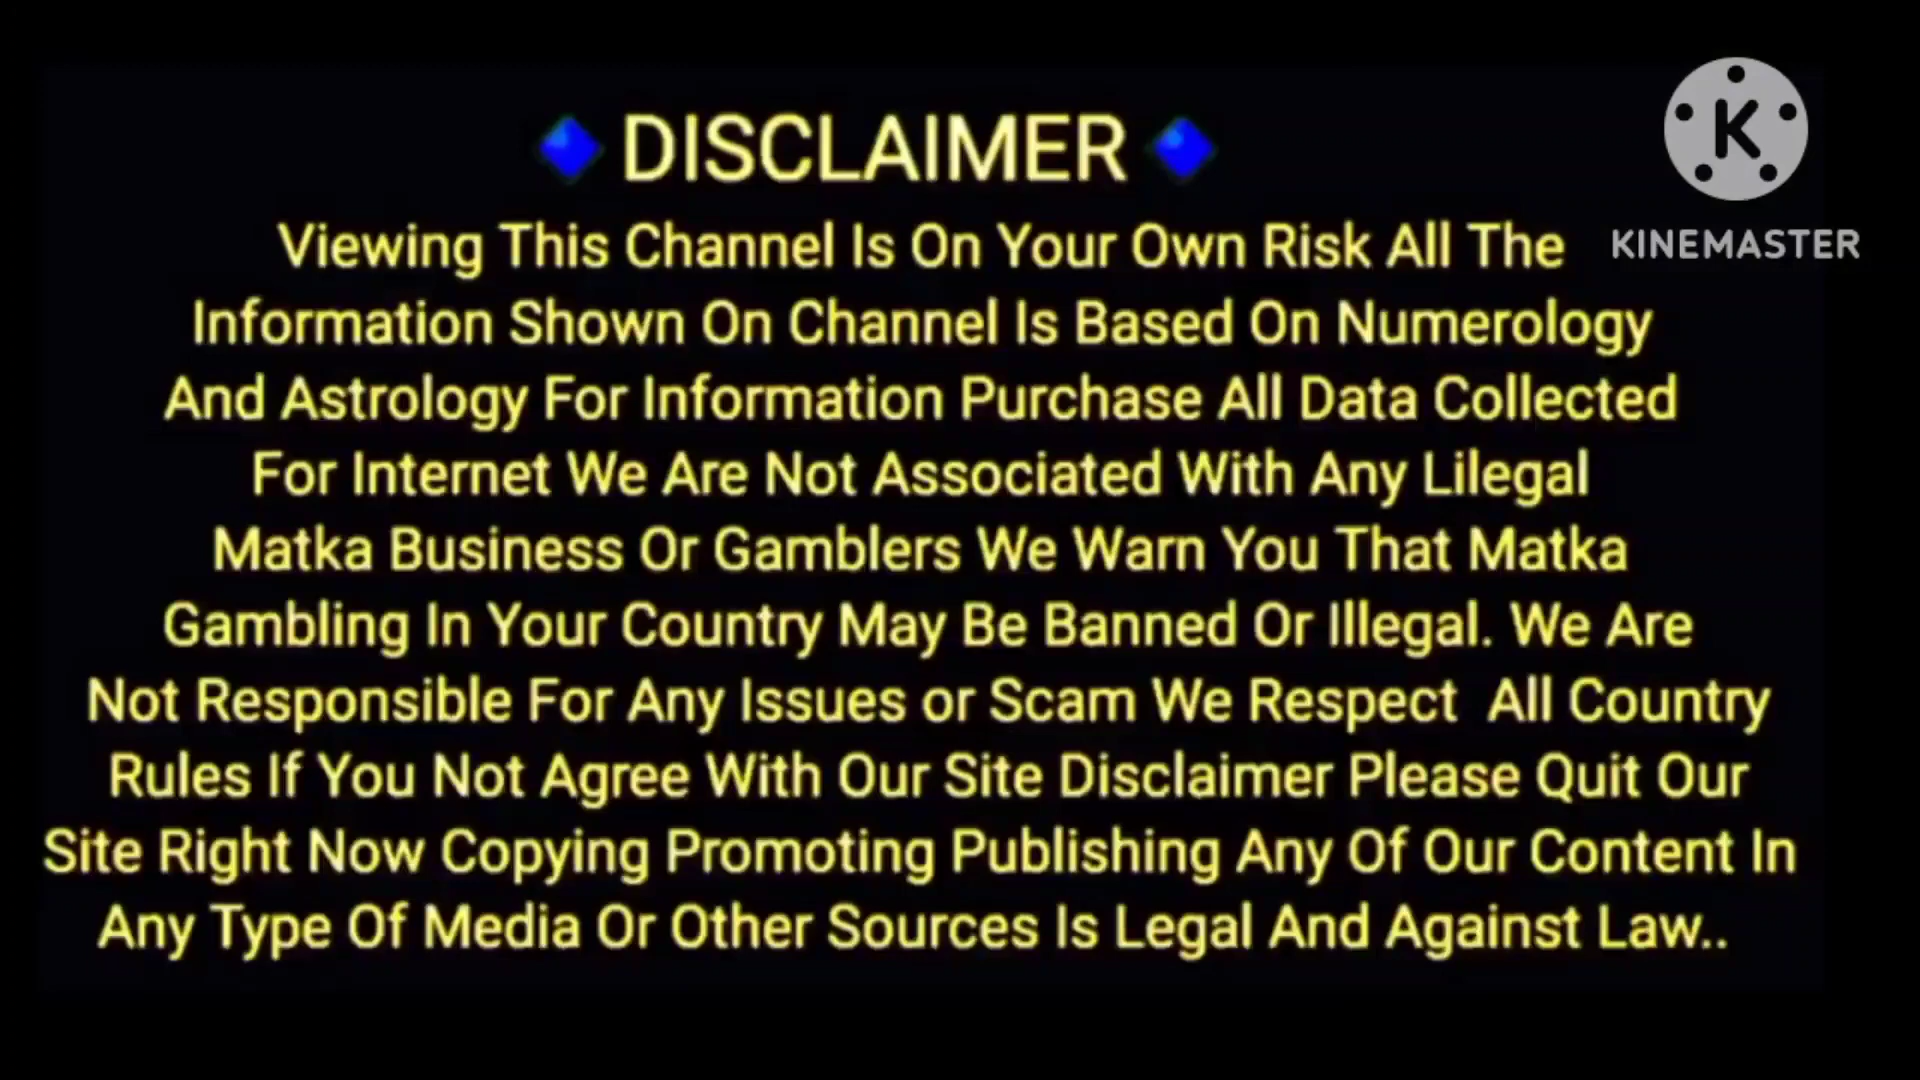 DISCLAIMER
Viewing This Channel Is On Your Own Risk All The
Information Shown On Channel Is Based On Numerology
And Astrology For Information Purchase All Data Collected
For Internet We Are Not Associated With Any Lilegal
Matka Business Or Gamblers We Warn You That Matka
Gambling In Your Country May Be Banned Or Illegal. We Are
Not Responsible For Any Issues or Scam We Respect All Country
Rules If You Not Agree With Our Site Disclaimer Please Quit Our
Site Right Now Copying Promoting Publishing Any Of Our Content In
Any Type Of Media Or Other Sources Is Legal And Against Law..
K
KINEMASTER